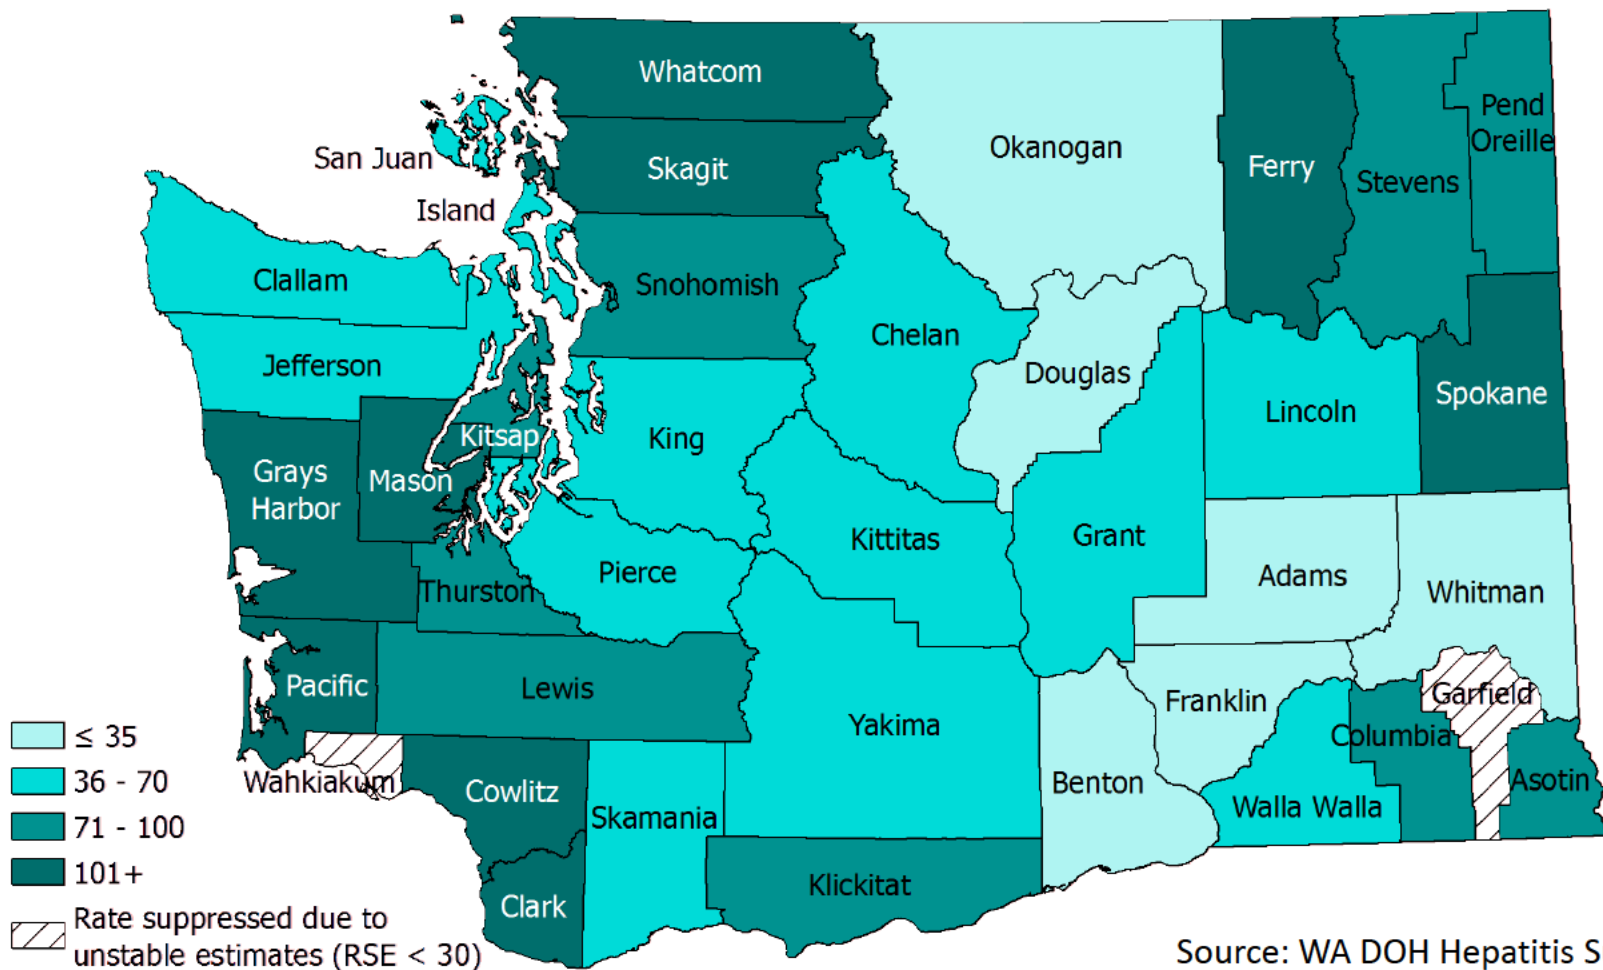 Whatcom
Skagit
San Juan
Island
Okanogan
Ferry
Stevens
Pend
Oreille
Clallam
Snohomish
Jefferson
Chelan
Douglas
Lincoln
Spokane
Kitsap
King
Grays
Harbor
Mason
Kittitas
Grant
Adams
Whitman
Thurston
Pierce
Pacific
Lewis
Yakima
Franklin
Garfield
Columbia
Wahkiakum
Cowlitz
Skamania
Benton
Walla Walla
Asotin
Clark
Klickitat
≤ 35
36 - 70
71 - 100
101+
Rate suppressed due to
unstable estimates (RSE < 30)
Source: WA DOH Hepatitis S